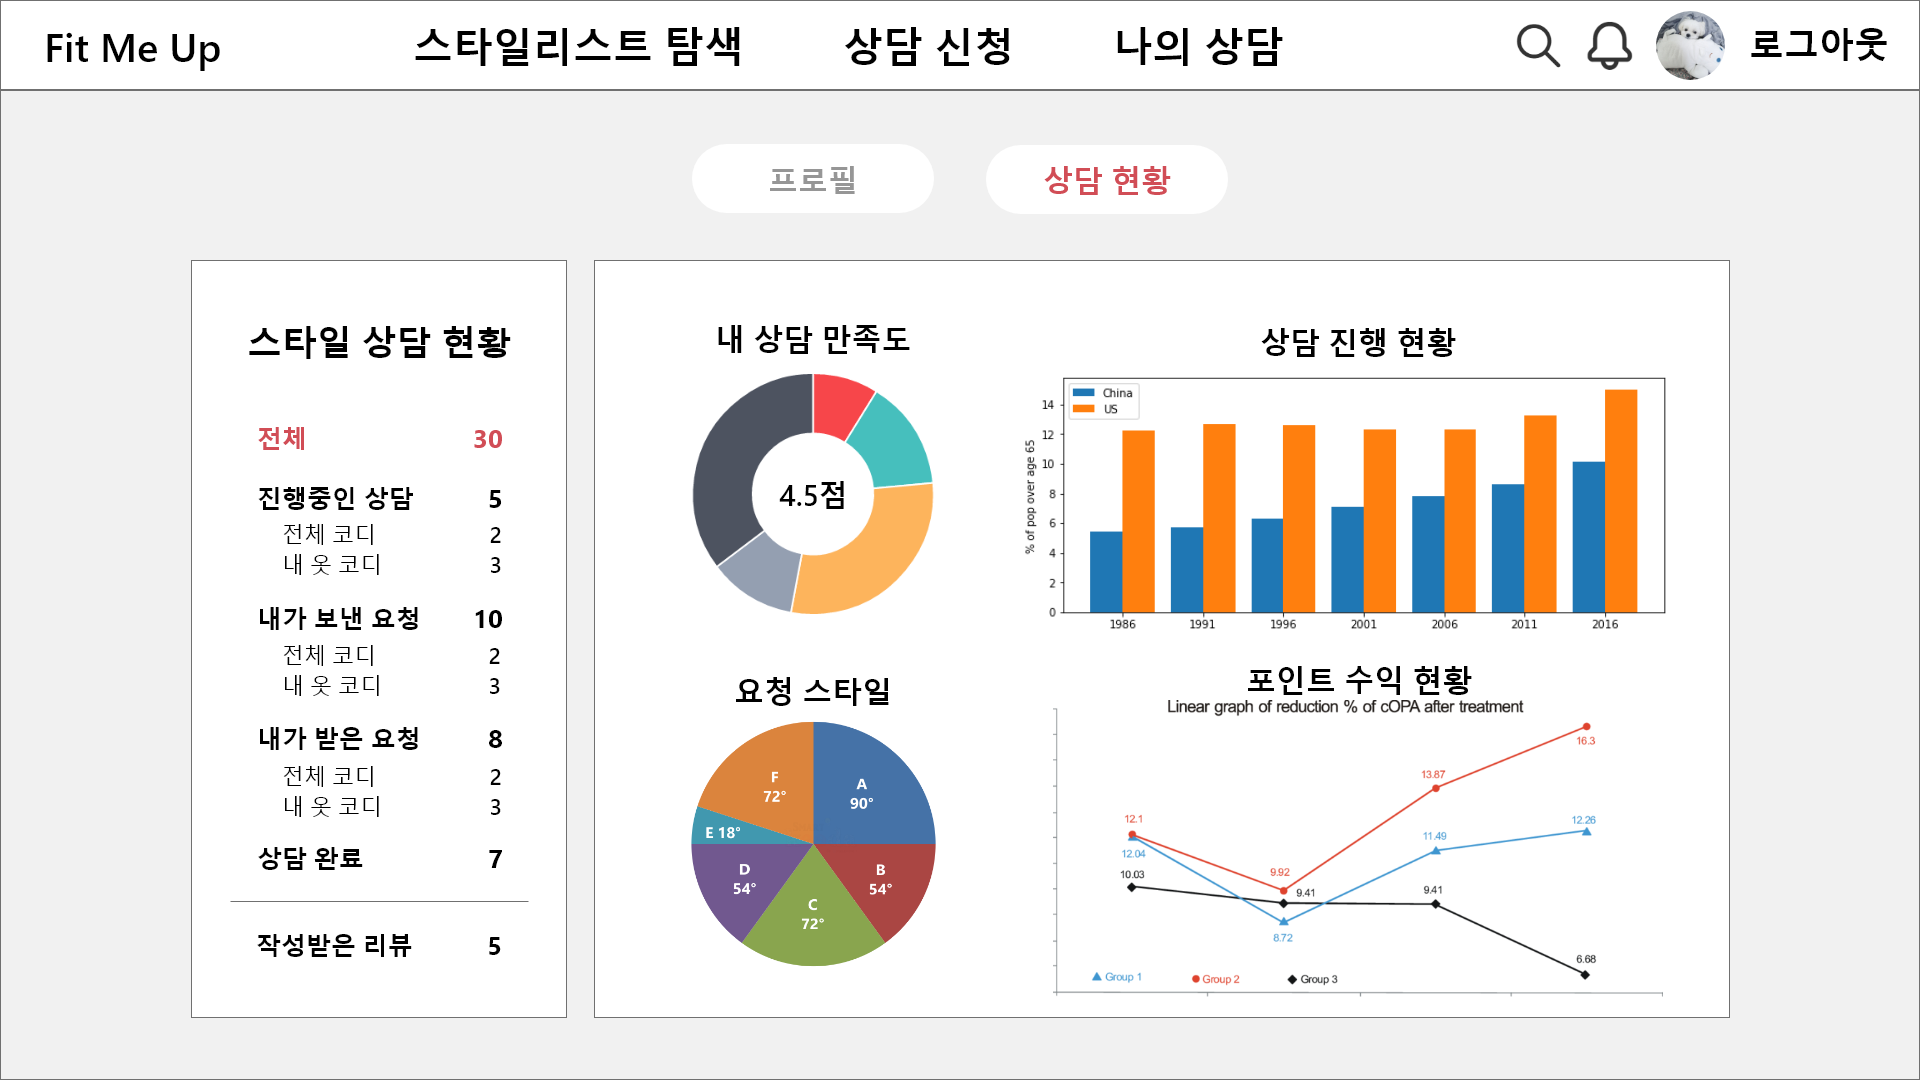 Fit Me Up
스타일리스트 탐색
상담 신청
나의 상담
로그아웃
프로필
상담 현황
스타일 상담 현황
전체 30
진행중인 상담 5
전체 코디 2
내 옷 코디 3
내가 보낸 요청 10
전체 코디 2
내 옷 코디 3
내가 받은 요청 8
전체 코디 2
내 옷 코디 3
상담 완료 7
작성받은 리뷰 5
내 상담 만족도
4.5점
상담 진행 현황
China
US
% of pop over age 65
14
12
10
8
6
4
2
0
1986 1991 1996 2001 2006 2011 2016
요청 스타일
A
90°
B
54°
C
72°
D
54°
E 18°
F
72°
포인트 수익 현황
Linear graph of reduction % of cOPA after treatment
12.1
12.04
10.03
9.92
9.41
8.72
13.87
11.49
9.41
16.3
12.26
6.68
Group 1
Group 2
Group 3